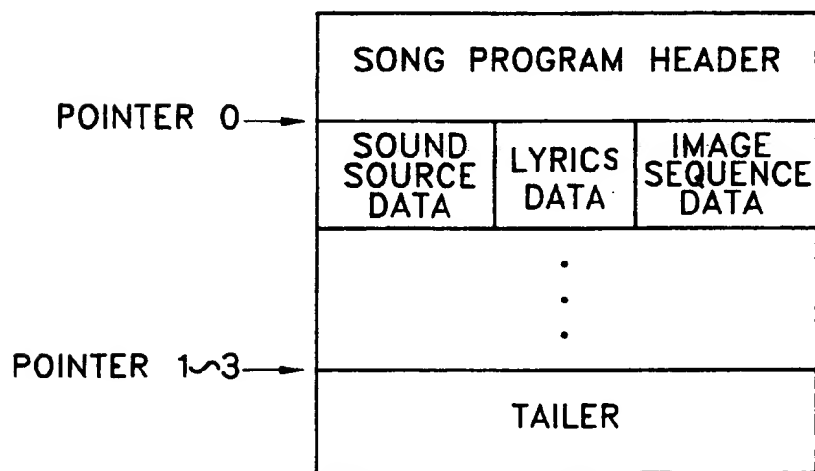 SONG PROGRAM HEADER
POINTER 0
SOUND
SOURCE
DATA
LYRICS
DATA
IMAGE
SEQUENCE
DATA
POINTER 1~3
TAILER